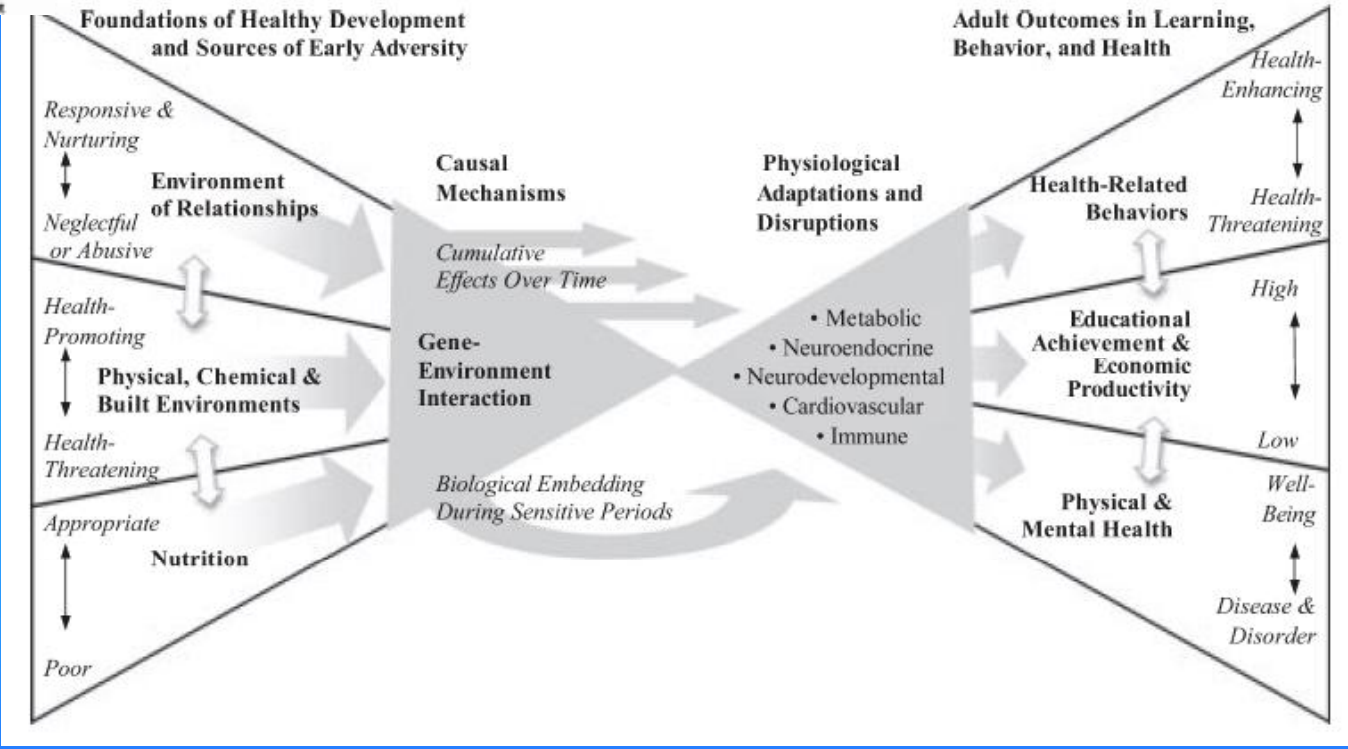 Foundations of Healthy Development
and Sources of Early Adversity
Adult Outcomes in Learning,
Behavior, and Health
Responsive &
Nurturing
Neglectful
or Abusive
Environment
of Relationships
Health-
Promoting
Health-
Threatening
Physical, Chemical &
Built Environments
Appropriate
Poor
Nutrition
Causal
Mechanisms
Cumulative
Effects Over Time
Gene-
Environment
Interaction
Biological Embedding
During Sensitive Periods
Physiological
Adaptations and
Disruptions
• Metabolic
• Neuroendocrine
• Neurodevelopmental
• Cardiovascular
• Immune
Health-Related
Behaviors
Health-
Enhancing
Health-
Threatening
Educational
Achievement &
Economic
Productivity
High
Low
Physical &
Mental Health
Well-
Being
Disease &
Disorder